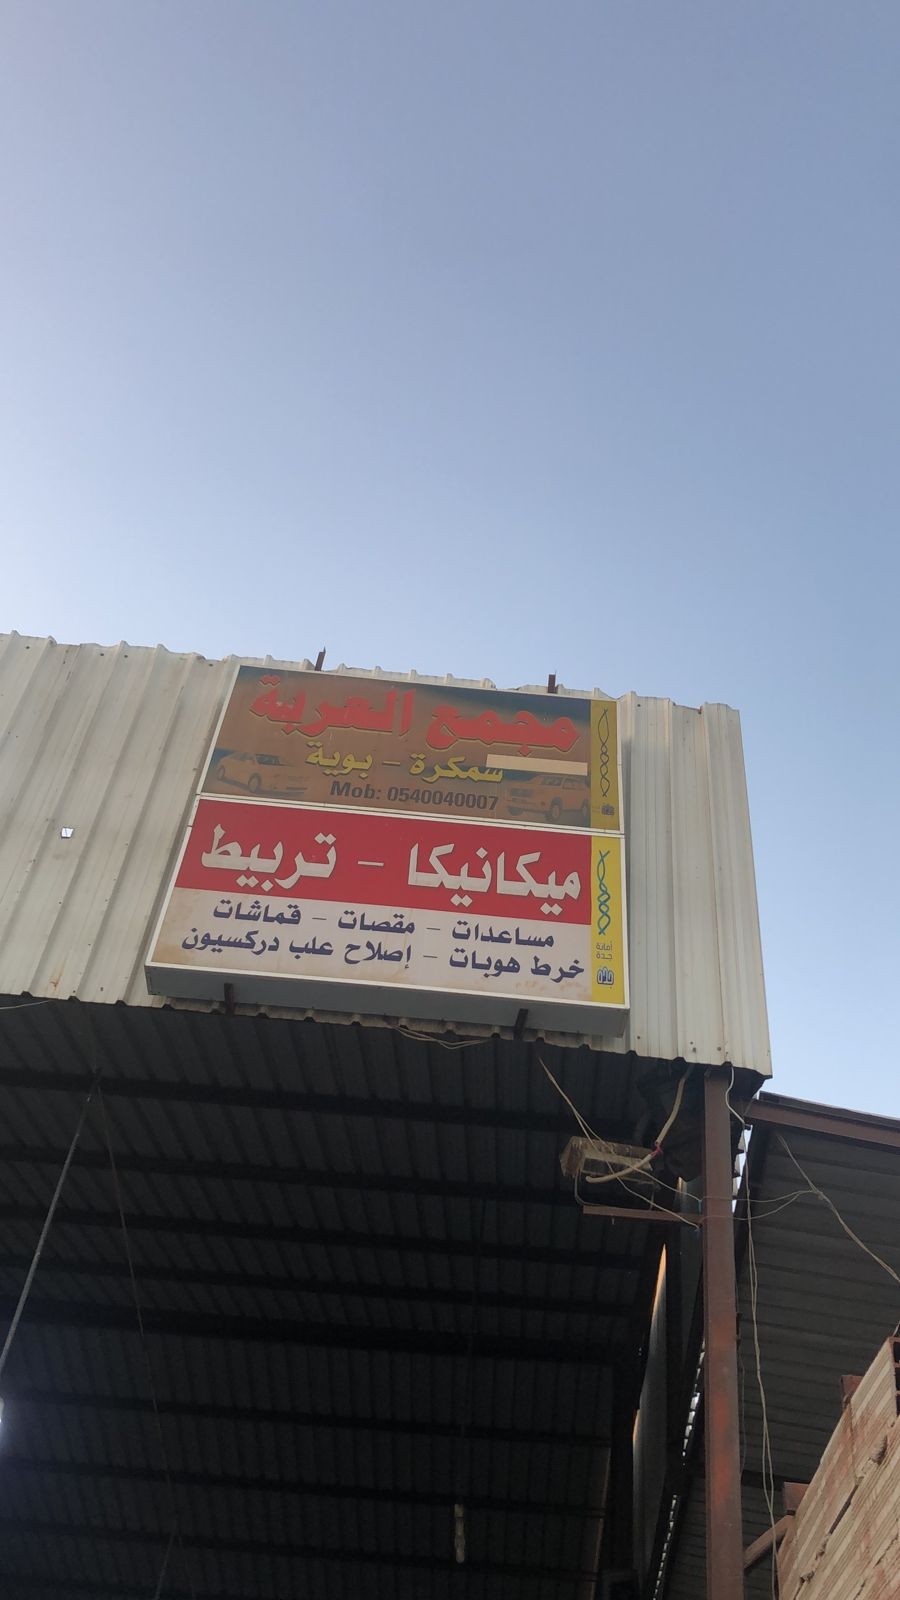 مجمع العربة
سمكرة - بوية
Mob: 0540040007
ميكانيكا - تربيط
مساعدات - مقصات - قماشات
خرط هوبات - إصلاح علب دركسيون
أمانة
جدة